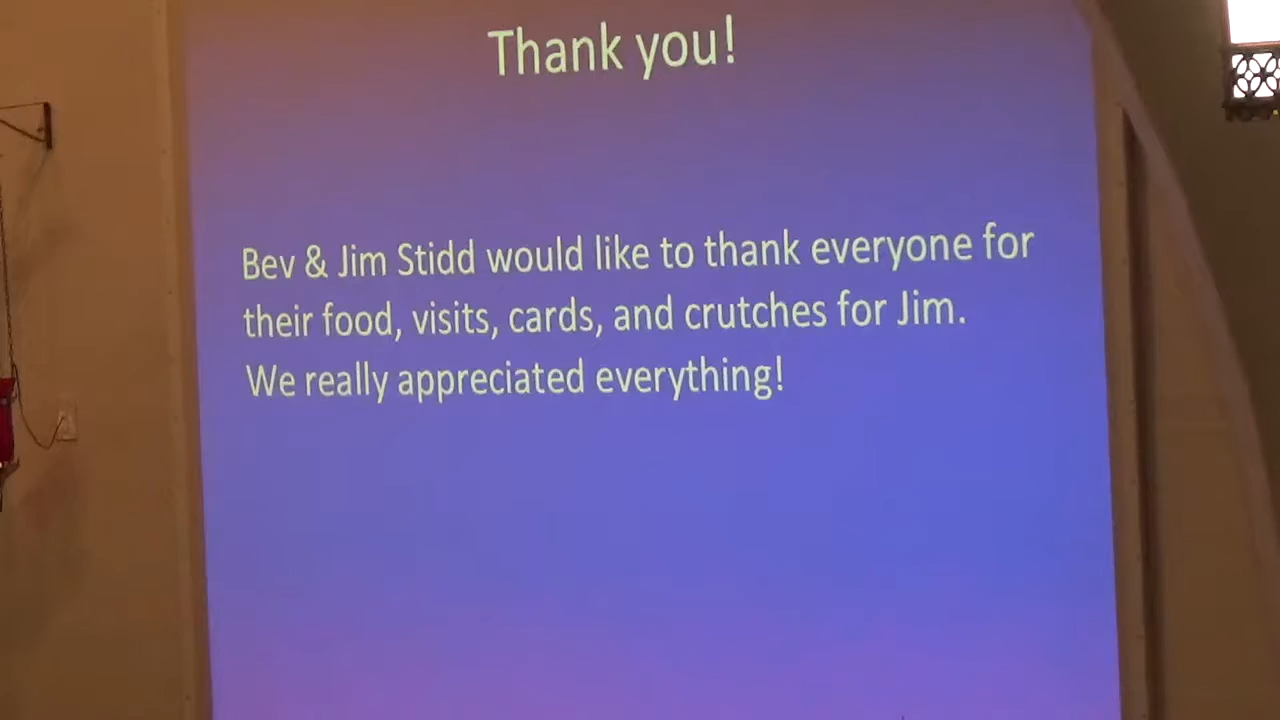 Thank you!
Bev & Jim Stidd would like to thank everyone for
their food, visits, cards, and crutches for Jim.
We really appreciated everything!